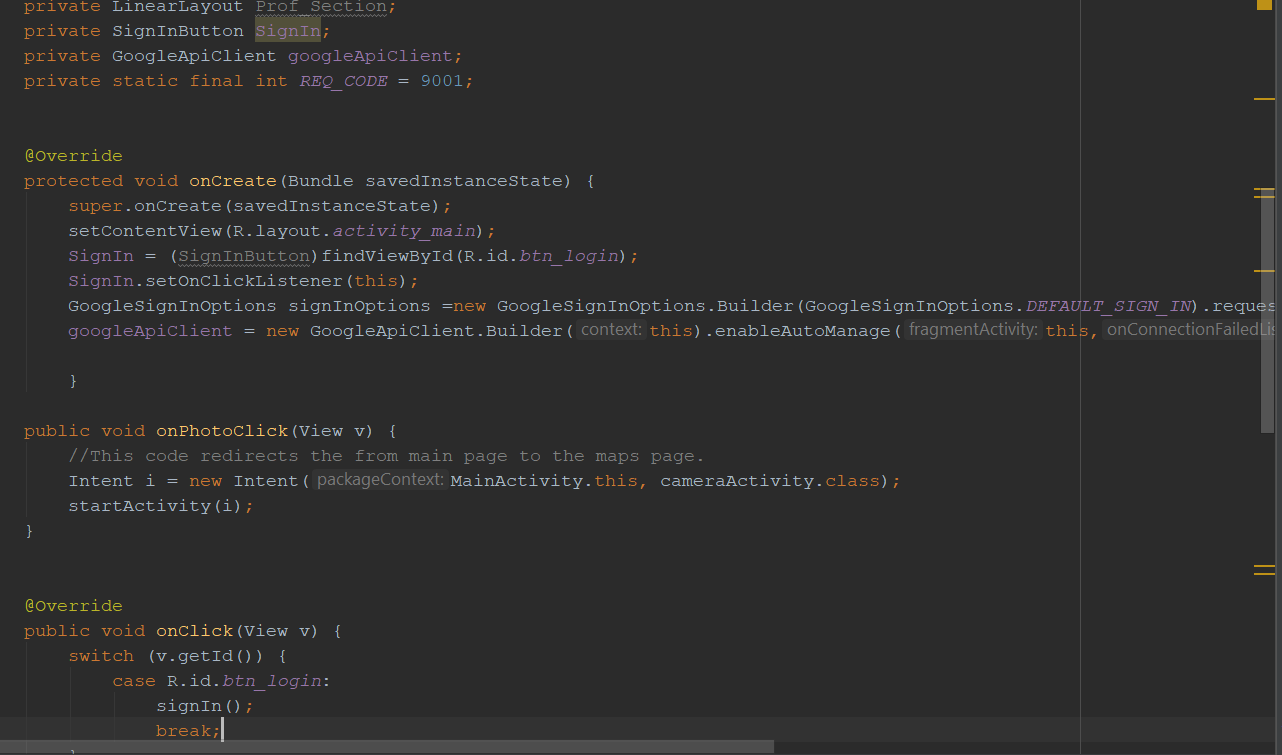 private LinearLayout Prof_Section;
private SignInButton SignIn;
private GoogleApiClient googleApiClient;
private static final int REQ_CODE = 9001;
@Override
protected void onCreate(Bundle savedInstanceState) {
super.onCreate(savedInstanceState);
setContentView(R.layout.activity_main);
SignIn = (SignInButton)findViewById(R.id.btn_login);
SignIn.setOnClickListener(this);
GoogleSignInOptions signInOptions =new GoogleSignInOptions.Builder(GoogleSignInOptions.DEFAULT_SIGN_IN).reques
googleApiClient = new GoogleApiClient.Builder( context: this).enableAutoManage( fragmentActivity: this, onConnectionFailedLis
}
public void onPhotoClick(View v) {
//This code redirects the from main page to the maps page.
Intent i = new Intent( packageContext: MainActivity.this, cameraActivity.class);
startActivity(i);
}
@Override
public void onClick(View v) {
switch (v.getId()) {
case R.id.btn_login:
signIn();
break;